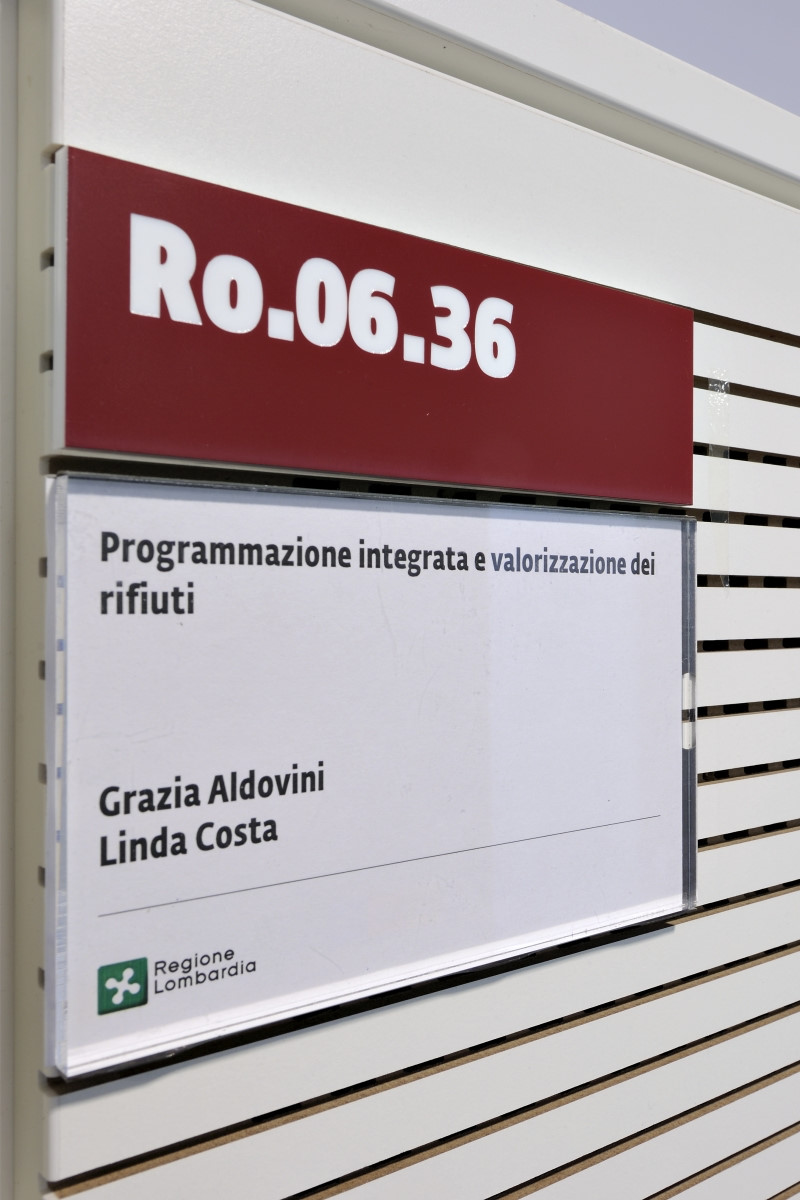 Ro.06.36
Programmazione integrata e valorizzazione dei
rifiuti
Grazia Aldovini
Linda Costa
Regione
Lombardia